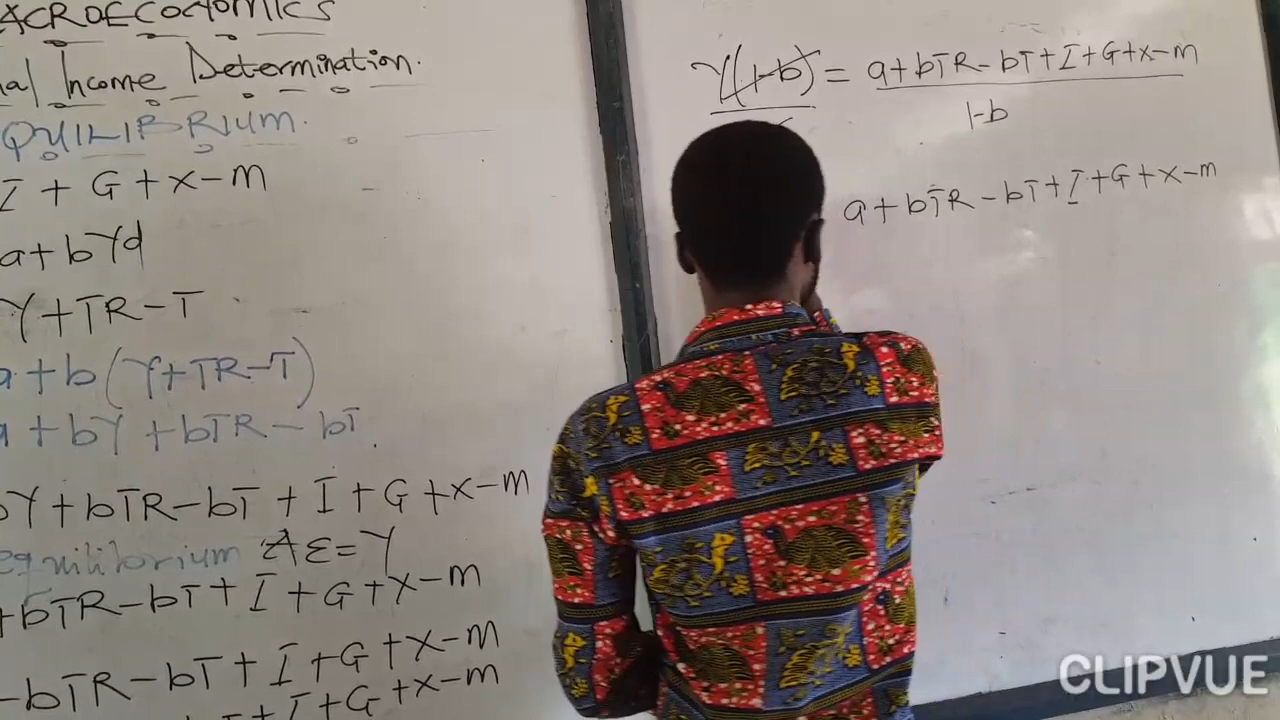 ACROECONOMICS
al Income Determination.
QUILIBRIUM.
I + G + x - m
a + b Yd
Y + TR - T
a + b (Y + TR - T)
a + bY + bTR - bT.
bY + bTR - bT + I + G + x - m
equilibrium AE = Y
+ bTR - bT + I + G + x - m
- bTR - bT + I + G + x - m
+ I + G + x - m
Y(1-b) = a + bTR - bT + I + G + x - m
1-b
a + bTR - bT + I + G + x - m
CLIPVUE